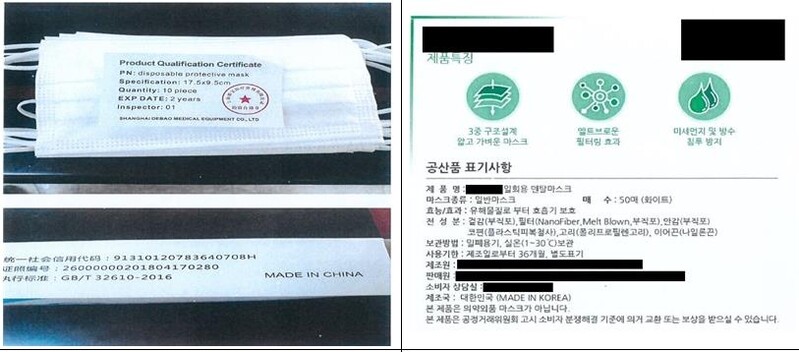 Product Qualification Certificate
PN: disposable protective mask
Specification: 17.5x9.5cm
Quantity: 10 piece
EXP DATE: 2 years
Inspector: 01
SHANGHAI DEBAO MEDICAL EQUIPMENT CO., LTD
统一社会信用代码: 91310120783640708H
证照编号: 26000000201804170280
执行标准: GB/T 32610-2016
MADE IN CHINA
제품특징
3중 구조설계
얇고 가벼운 마스크
멜트브로운
필터링 효과
미세먼지 및 방수
침투 방지
공산품 표기사항
제 품 명: 일회용 덴탈마스크
마스크종류: 일반마스크 매 수: 50매 (화이트)
효능/효과: 유해물질로 부터 호흡기 보호
전 성 분: 겉감(부직포),필터(NanoFiber,Melt Blown,부직포),안감(부직포)
코편(플라스틱피복철사),고리(폴리프로필렌고리), 이어끈(나일론끈)
보관방법: 밀폐용기, 실온(1~30℃)보관
사용기한: 제조일로부터 36개월, 별도표기
제조원:
판매원:
소비자 상담실:
제조국: 대한민국 (MADE IN KOREA)
본 제품은 의약외품 마스크가 아닙니다.
본 제품은 공정거래위원회 고시 소비자 분쟁해결 기준에 의거 교환 또는 보상을 받으실 수 있습니다.